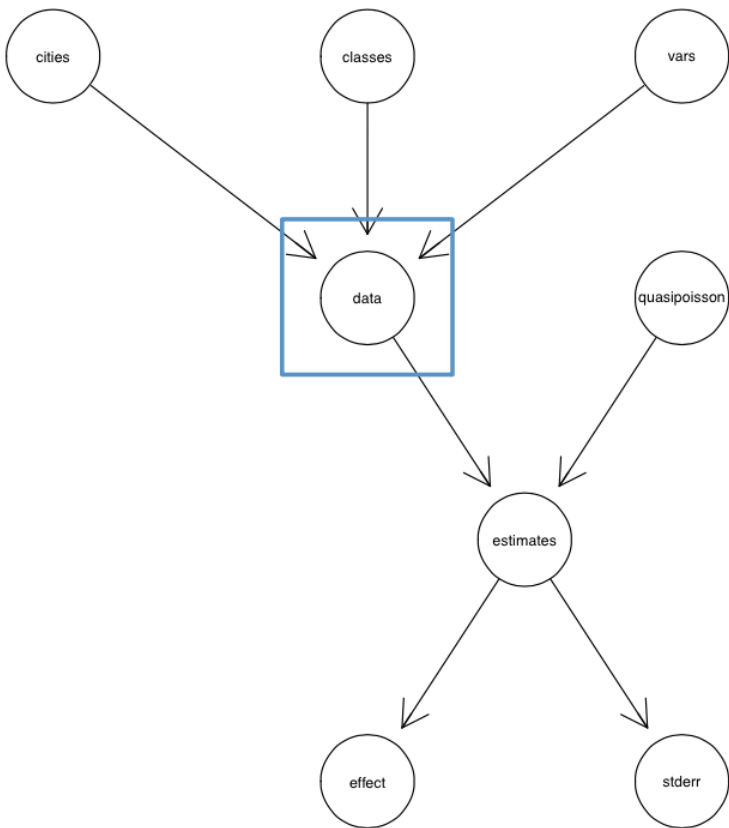 cities
classes
vars
data
quasipoisson
estimates
effect
stderr